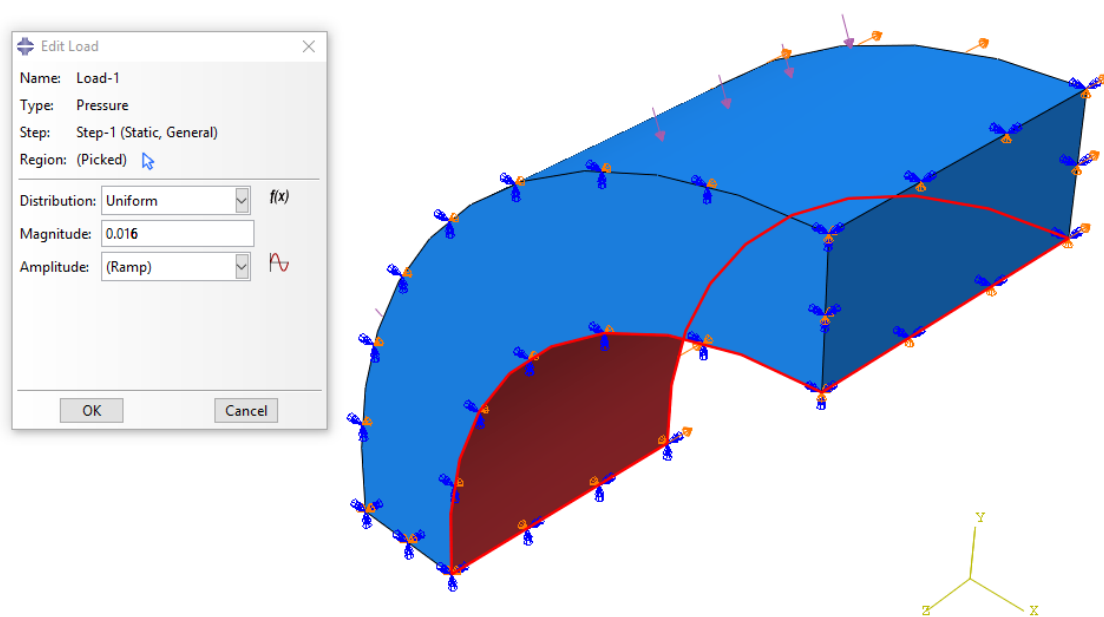 Edit Load
Name: Load-1
Type: Pressure
Step: Step-1 (Static, General)
Region: (Picked)
Distribution: Uniform f(x)
Magnitude: 0.016
Amplitude: (Ramp)
OK Cancel
Y
Z X